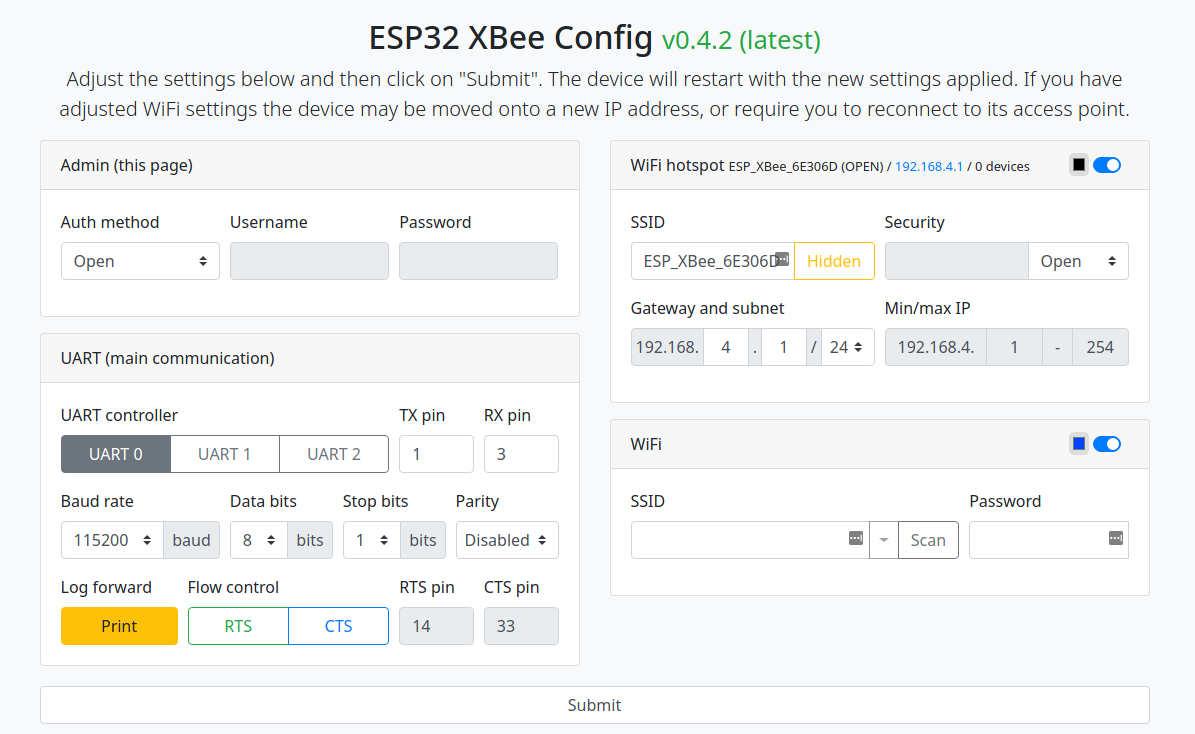 ESP32 XBee Config v0.4.2 (latest)
Adjust the settings below and then click on "Submit". The device will restart with the new settings applied. If you have
adjusted WiFi settings the device may be moved onto a new IP address, or require you to reconnect to its access point.
Admin (this page)
Auth method Username Password
Open
UART (main communication)
UART controller TX pin RX pin
UART 0 UART 1 UART 2 1 3
Baud rate Data bits Stop bits Parity
115200 baud 8 bits 1 bits Disabled
Log forward Flow control RTS pin CTS pin
Print RTS CTS 14 33
WiFi hotspot ESP_XBee_6E306D (OPEN) / 192.168.4.1 / 0 devices
SSID Security
ESP_XBee_6E306D Hidden Open
Gateway and subnet Min/max IP
192.168. 4 . 1 / 24 192.168.4. 1 - 254
WiFi
SSID Password
Scan
Submit